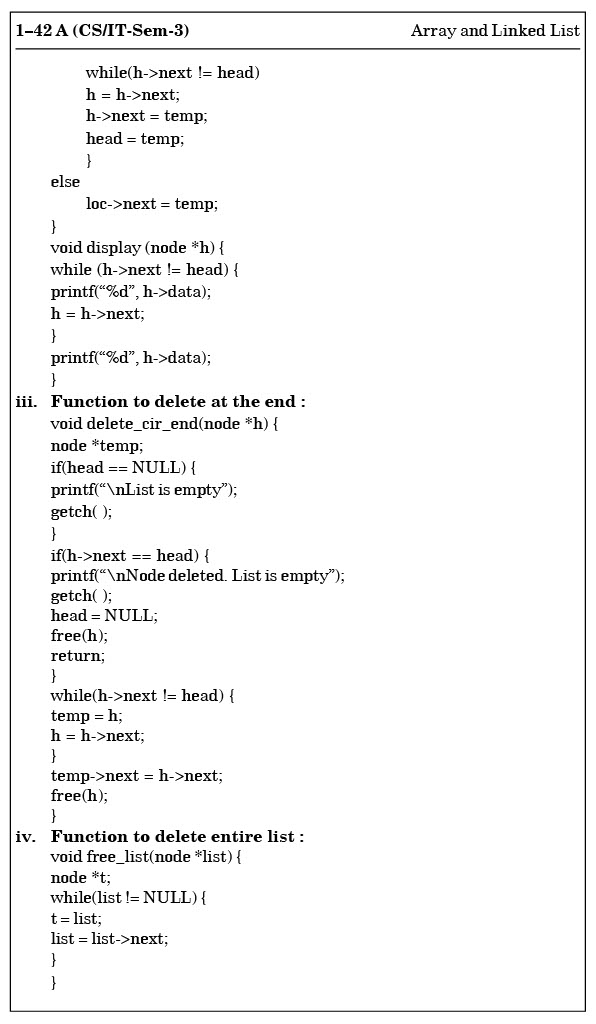 1–42 A (CS/IT-Sem-3) Array and Linked List
while(h->next != head)
h = h->next;
h->next = temp;
head = temp;
}
else
loc->next = temp;
}
void display (node *h) {
while (h->next != head) {
printf(“%d”, h->data);
h = h->next;
}
printf(“%d”, h->data);
}
iii. Function to delete at the end :
void delete_cir_end(node *h) {
node *temp;
if(head == NULL) {
printf(“\nList is empty”);
getch( );
}
if(h->next == head) {
printf(“\nNode deleted. List is empty”);
getch( );
head = NULL;
free(h);
return;
}
while(h->next != head) {
temp = h;
h = h->next;
}
temp->next = h->next;
free(h);
}
iv. Function to delete entire list :
void free_list(node *list) {
node *t;
while(list != NULL) {
t = list;
list = list->next;
}
}